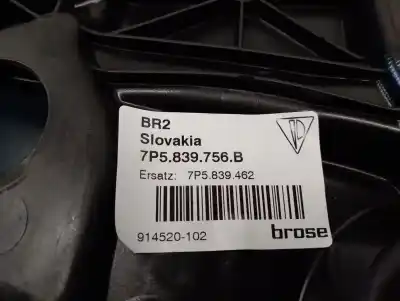 BR2
Slovakia
7P5.839.756.B
Ersatz: 7P5.839.462
914520-102
brose